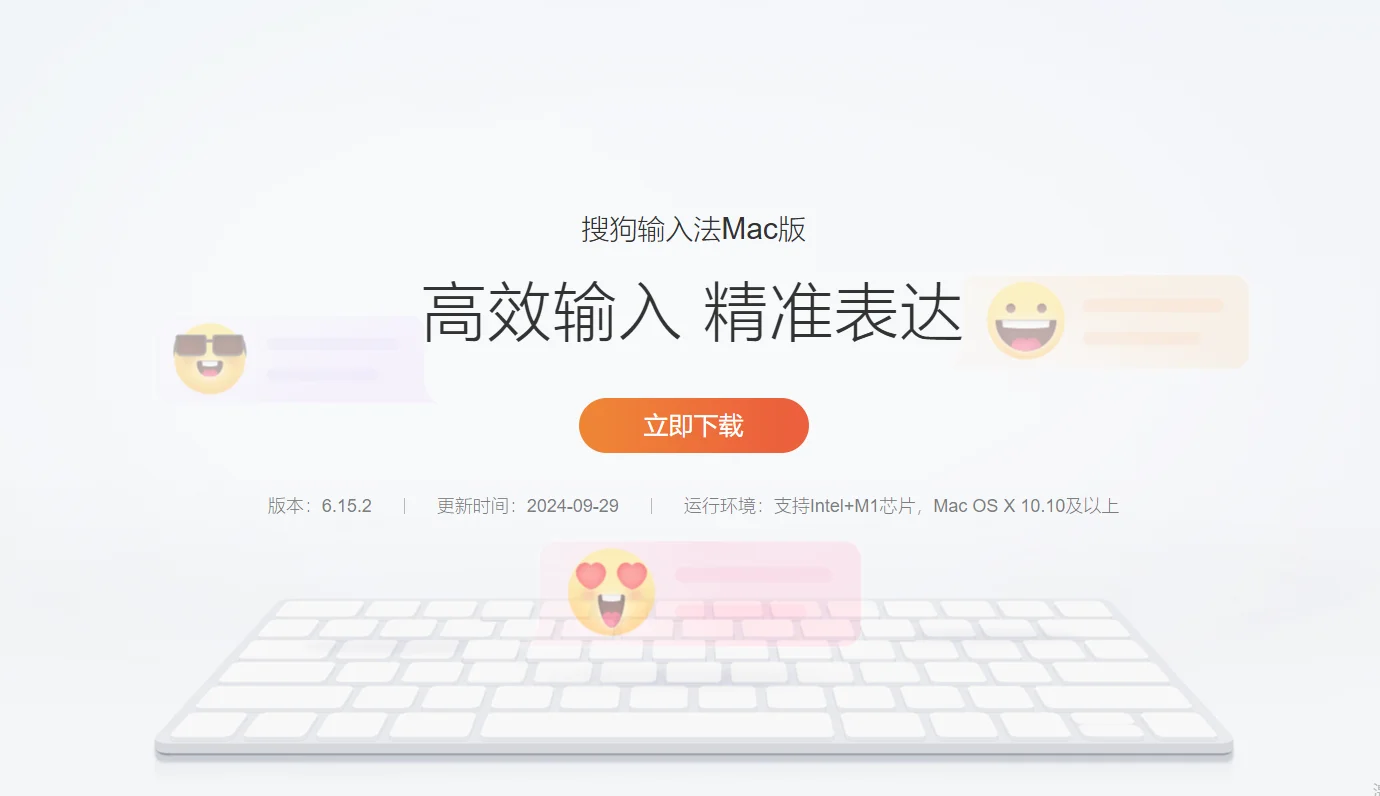 搜狗输入法Mac版
高效输入 精准表达
立即下载
版本：6.15.2 | 更新时间：2024-09-29 | 运行环境：支持Intel+M1芯片，Mac OS X 10.10及以上